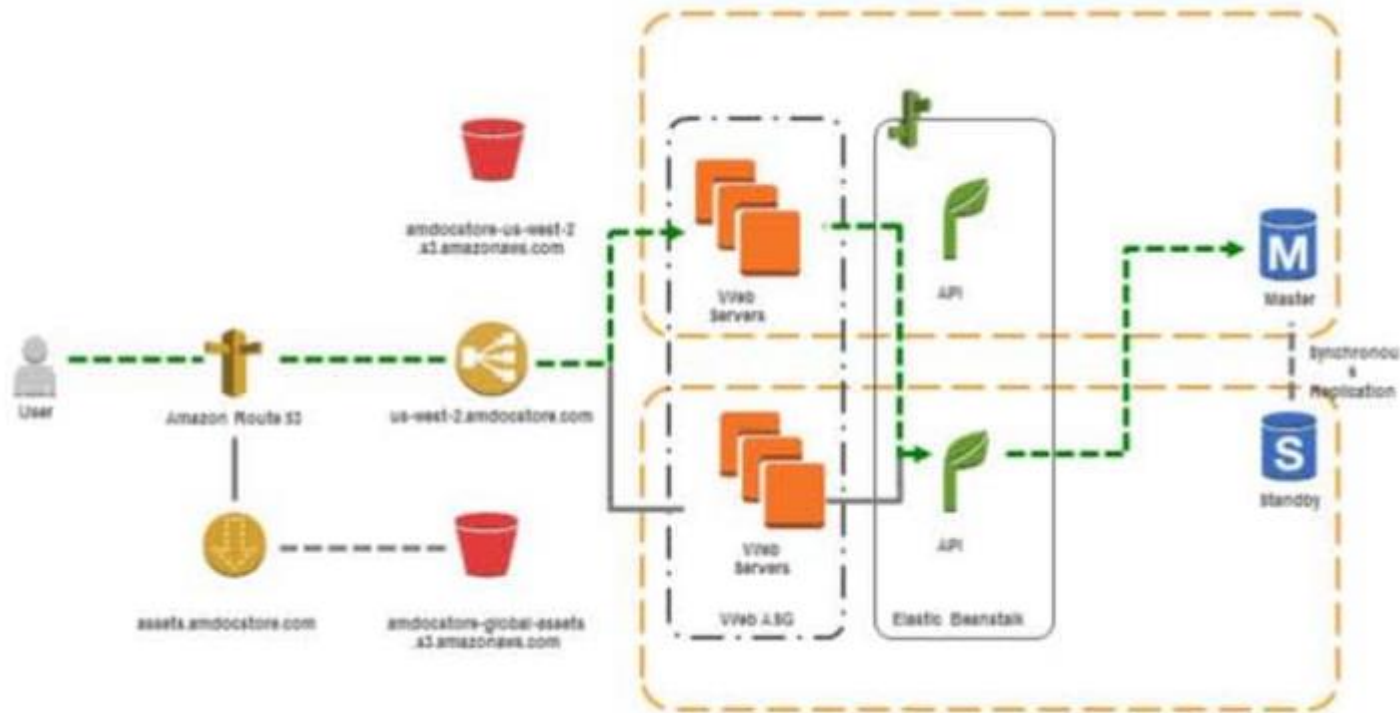 amdocstore-us-west-2
.s3.amazonaws.com
Web
Servers
API
M
Master
User
Amazon Route 53
us-west-2.amdocstore.com
Synchronou
s
Replication
S
Standby
Web
Servers
API
assets.amdocstore.com
amdocstore-global-assets
.s3.amazonaws.com
Web ASG
Elastic Beanstalk